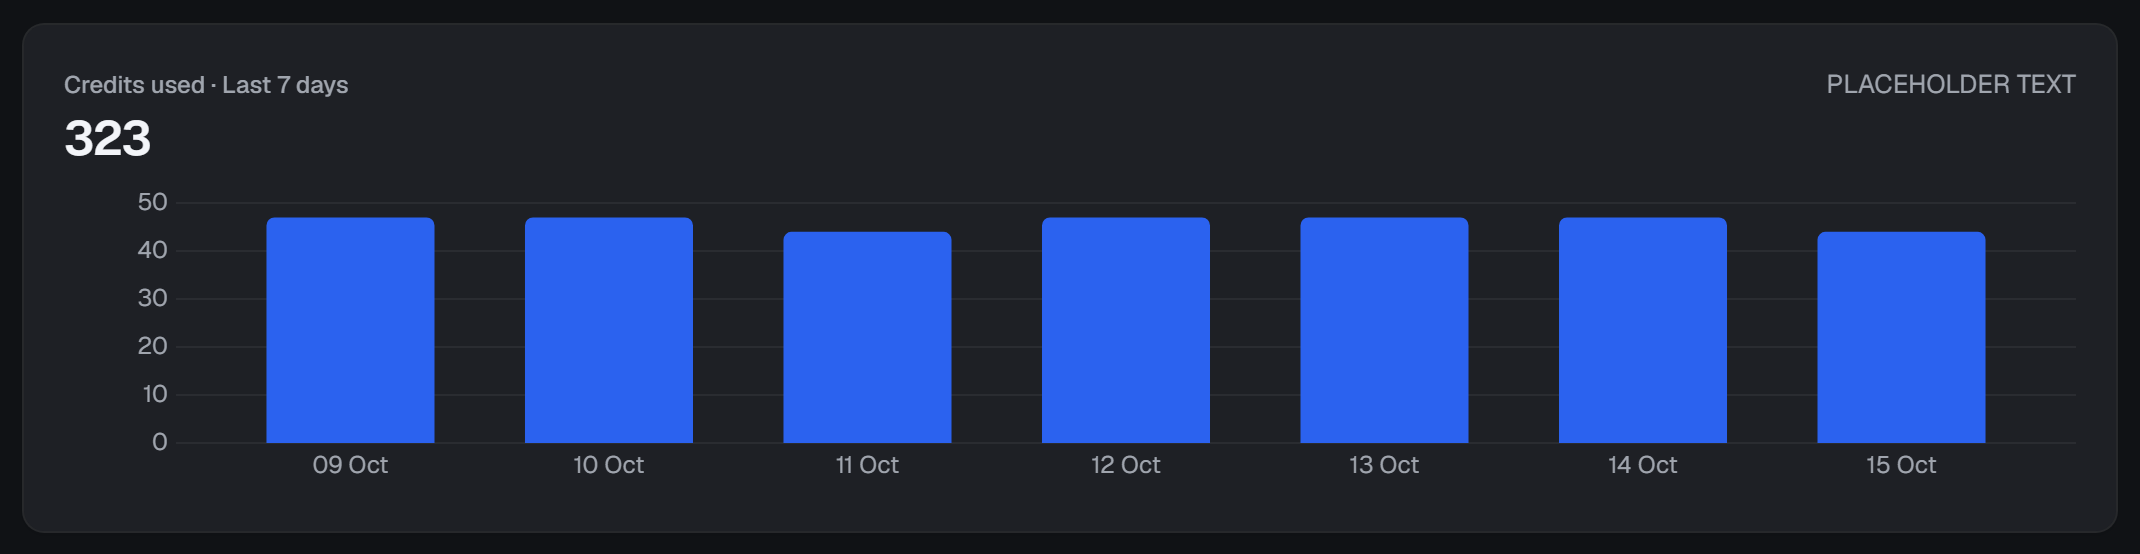 Credits used · Last 7 days
PLACEHOLDER TEXT
323
50
40
30
20
10
0
09 Oct
10 Oct
11 Oct
12 Oct
13 Oct
14 Oct
15 Oct